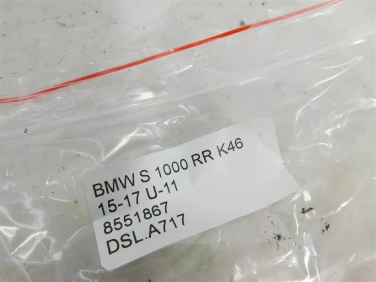 BMW S 1000 RR K46
15-17 U-11
8551867
DSL.A717